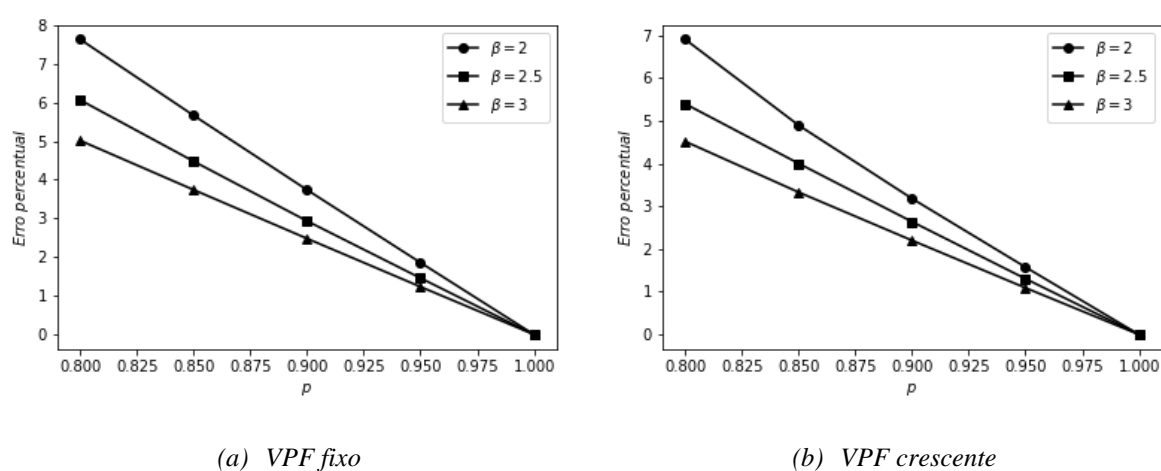 8
7
6
5
4
3
2
1
0
Erro percentual
0.800 0.825 0.850 0.875 0.900 0.925 0.950 0.975 1.000
p
β = 2
β = 2.5
β = 3
(a) VPF fixo
7
6
5
4
3
2
1
0
Erro percentual
0.800 0.825 0.850 0.875 0.900 0.925 0.950 0.975 1.000
p
β = 2
β = 2.5
β = 3
(b) VPF crescente